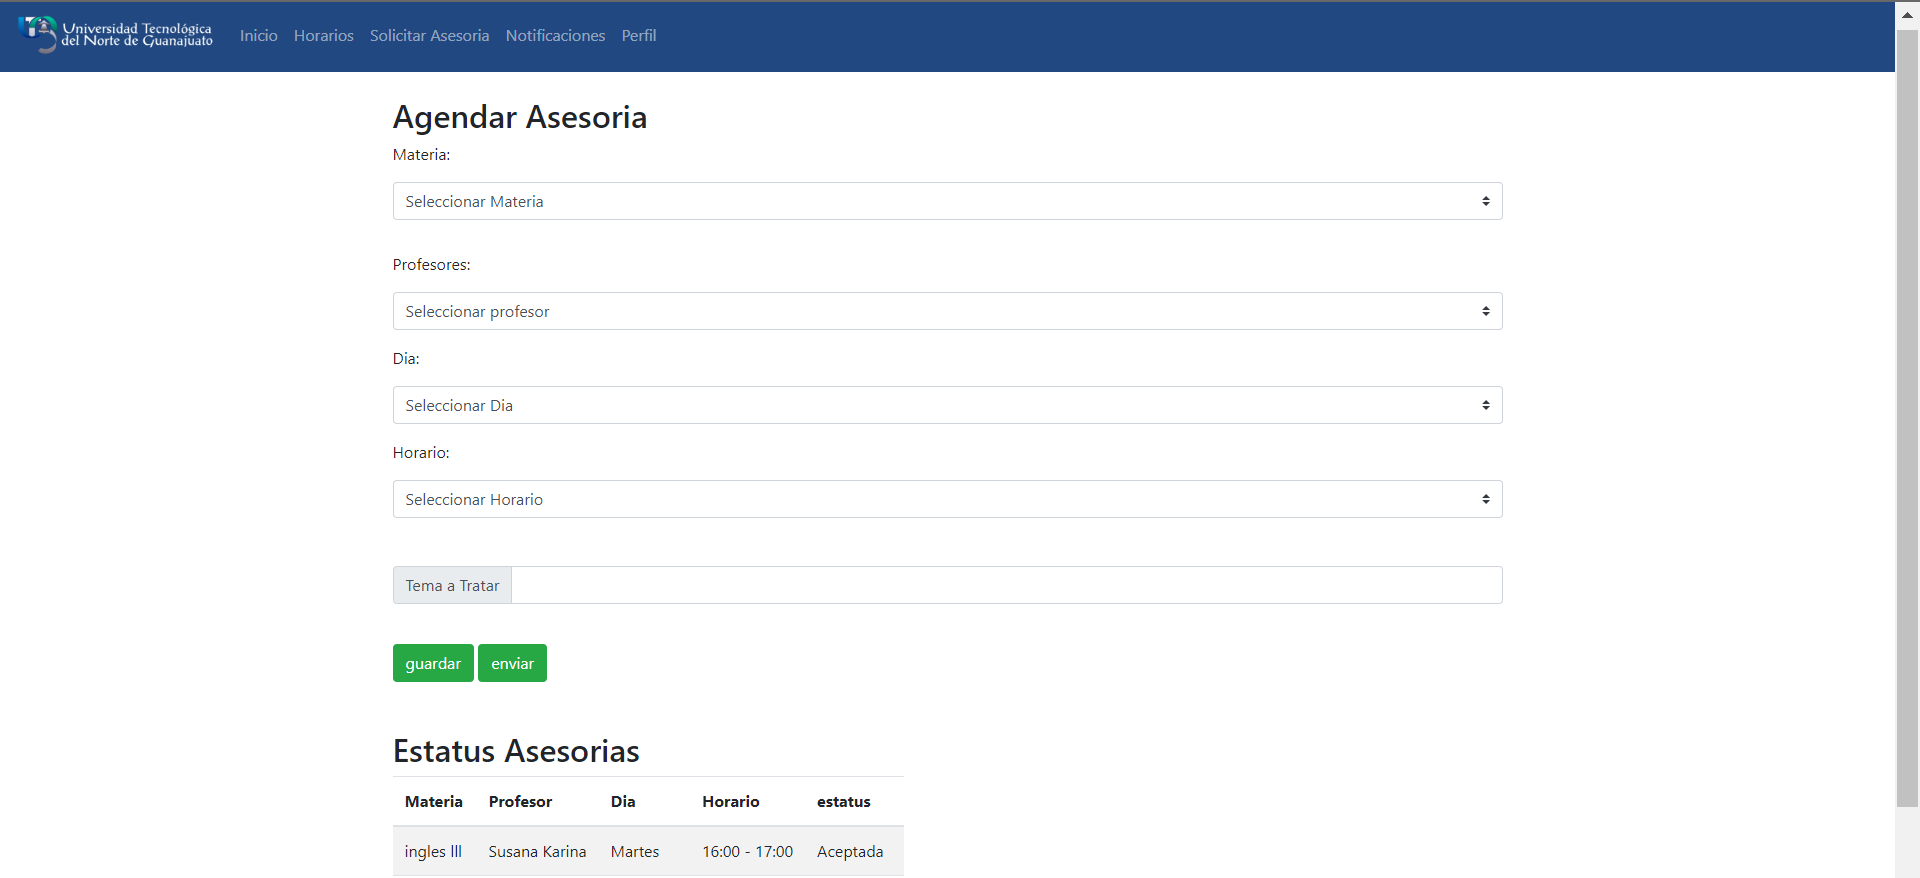 Universidad Tecnológica
del Norte de Guanajuato
Inicio Horarios Solicitar Asesoria Notificaciones Perfil
Agendar Asesoria
Materia:
Seleccionar Materia
Profesores:
Seleccionar profesor
Dia:
Seleccionar Dia
Horario:
Seleccionar Horario
Tema a Tratar
guardar enviar
Estatus Asesorias
Materia Profesor Dia Horario estatus
ingles lll Susana Karina Martes 16:00 - 17:00 Aceptada